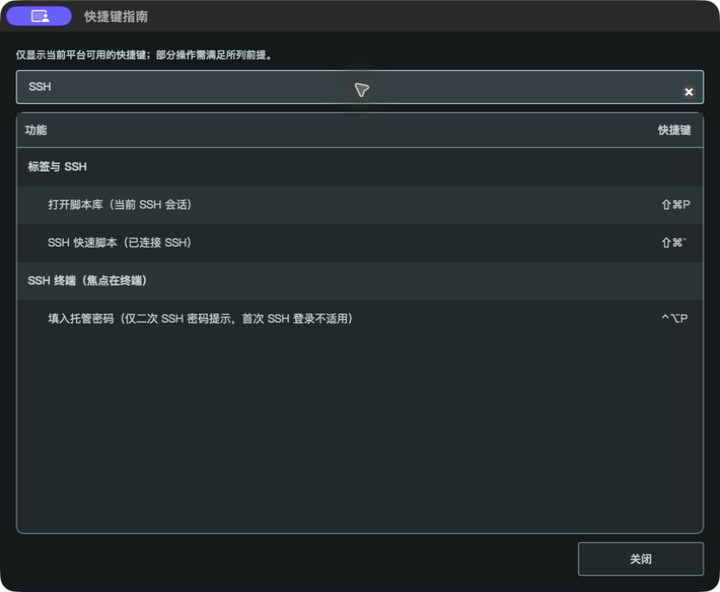 快捷键指南
仅显示当前平台可用的快捷键；部分操作需满足所列前提。
SSH
功能 快捷键
标签与 SSH
打开脚本库（当前 SSH 会话） ⇧⌘P
SSH 快速脚本（已连接 SSH） ⇧⌘`
SSH 终端（焦点在终端）
填入托管密码（仅二次 SSH 密码提示，首次 SSH 登录不适用） ^⌥P
关闭